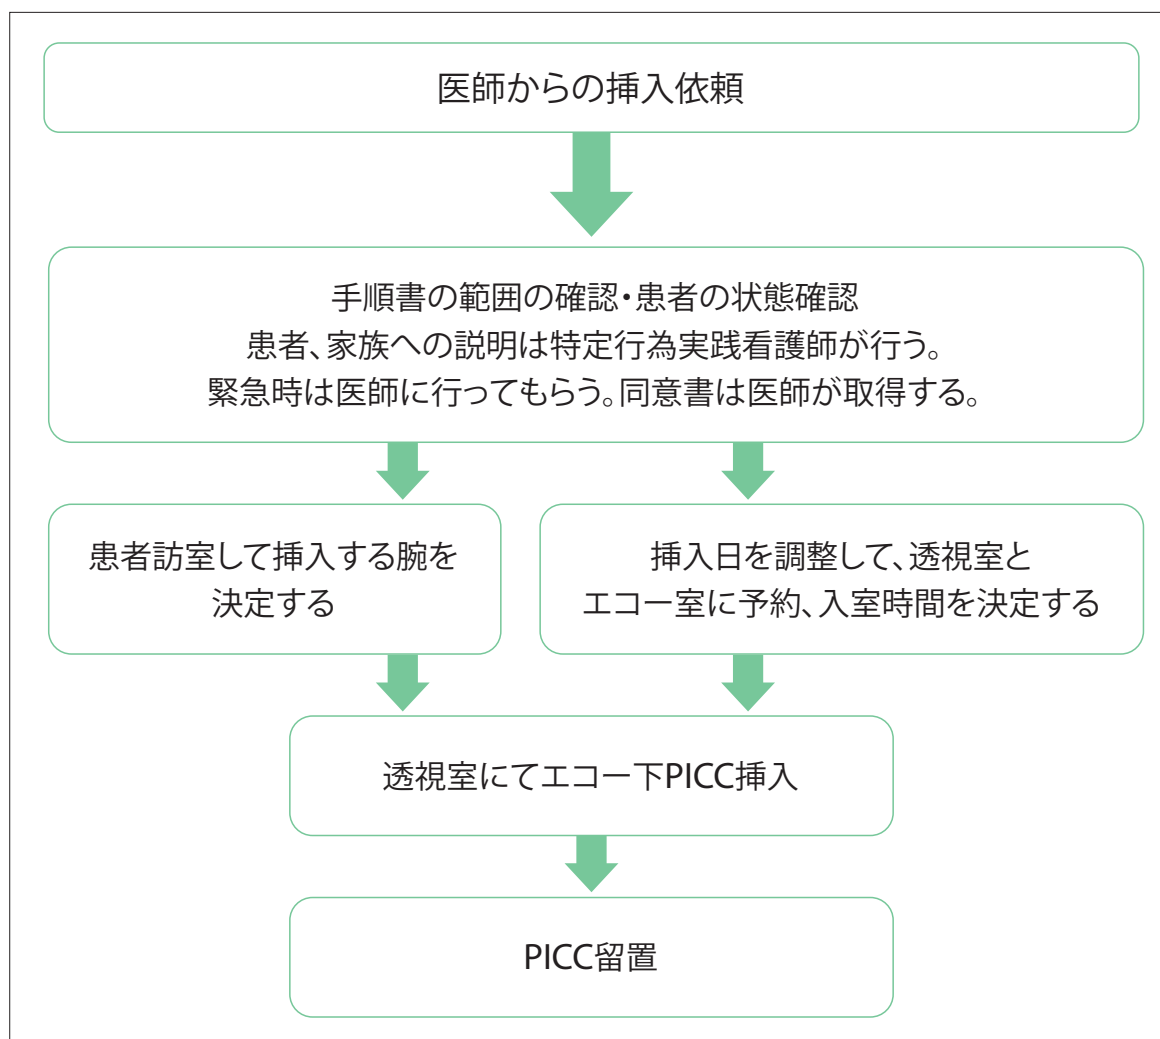 医師からの挿入依頼
手順書の範囲の確認・患者の状態確認
患者、家族への説明は特定行為実践看護師が行う。
緊急時は医師に行ってもらう。同意書は医師が取得する。
患者訪室して挿入する腕を
決定する
挿入日を調整して、透視室と
エコー室に予約、入室時間を決定する
透視室にてエコー下PICC挿入
PICC留置